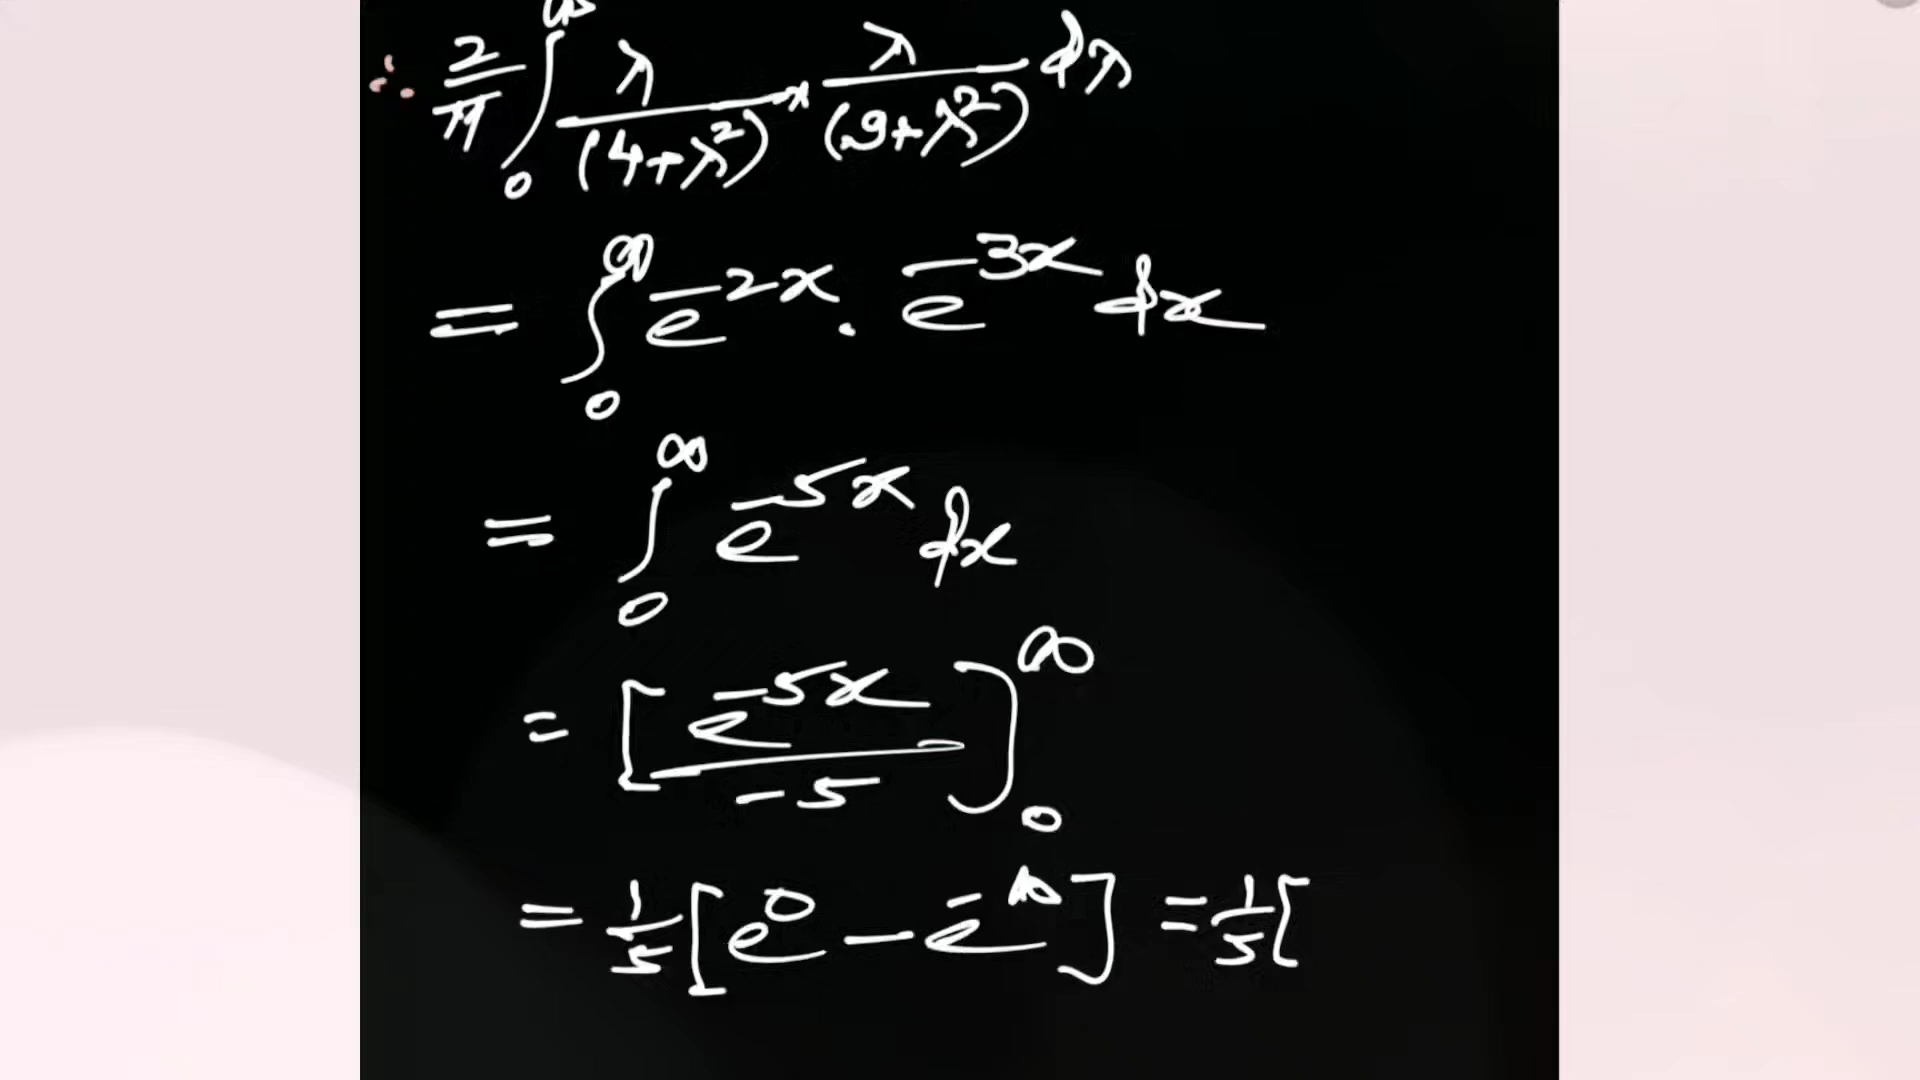 ∴ 2/π ∫₀^∞ λ/(4+λ²) × λ/(9+λ²) dλ
= ∫₀^∞ e^{-2x} · e^{-3x} dx
= ∫₀^∞ e^{-5x} dx
= [e^{-5x}/-5]₀^∞
= 1/5 [e^0 - e^{-∞}] = 1/5 [